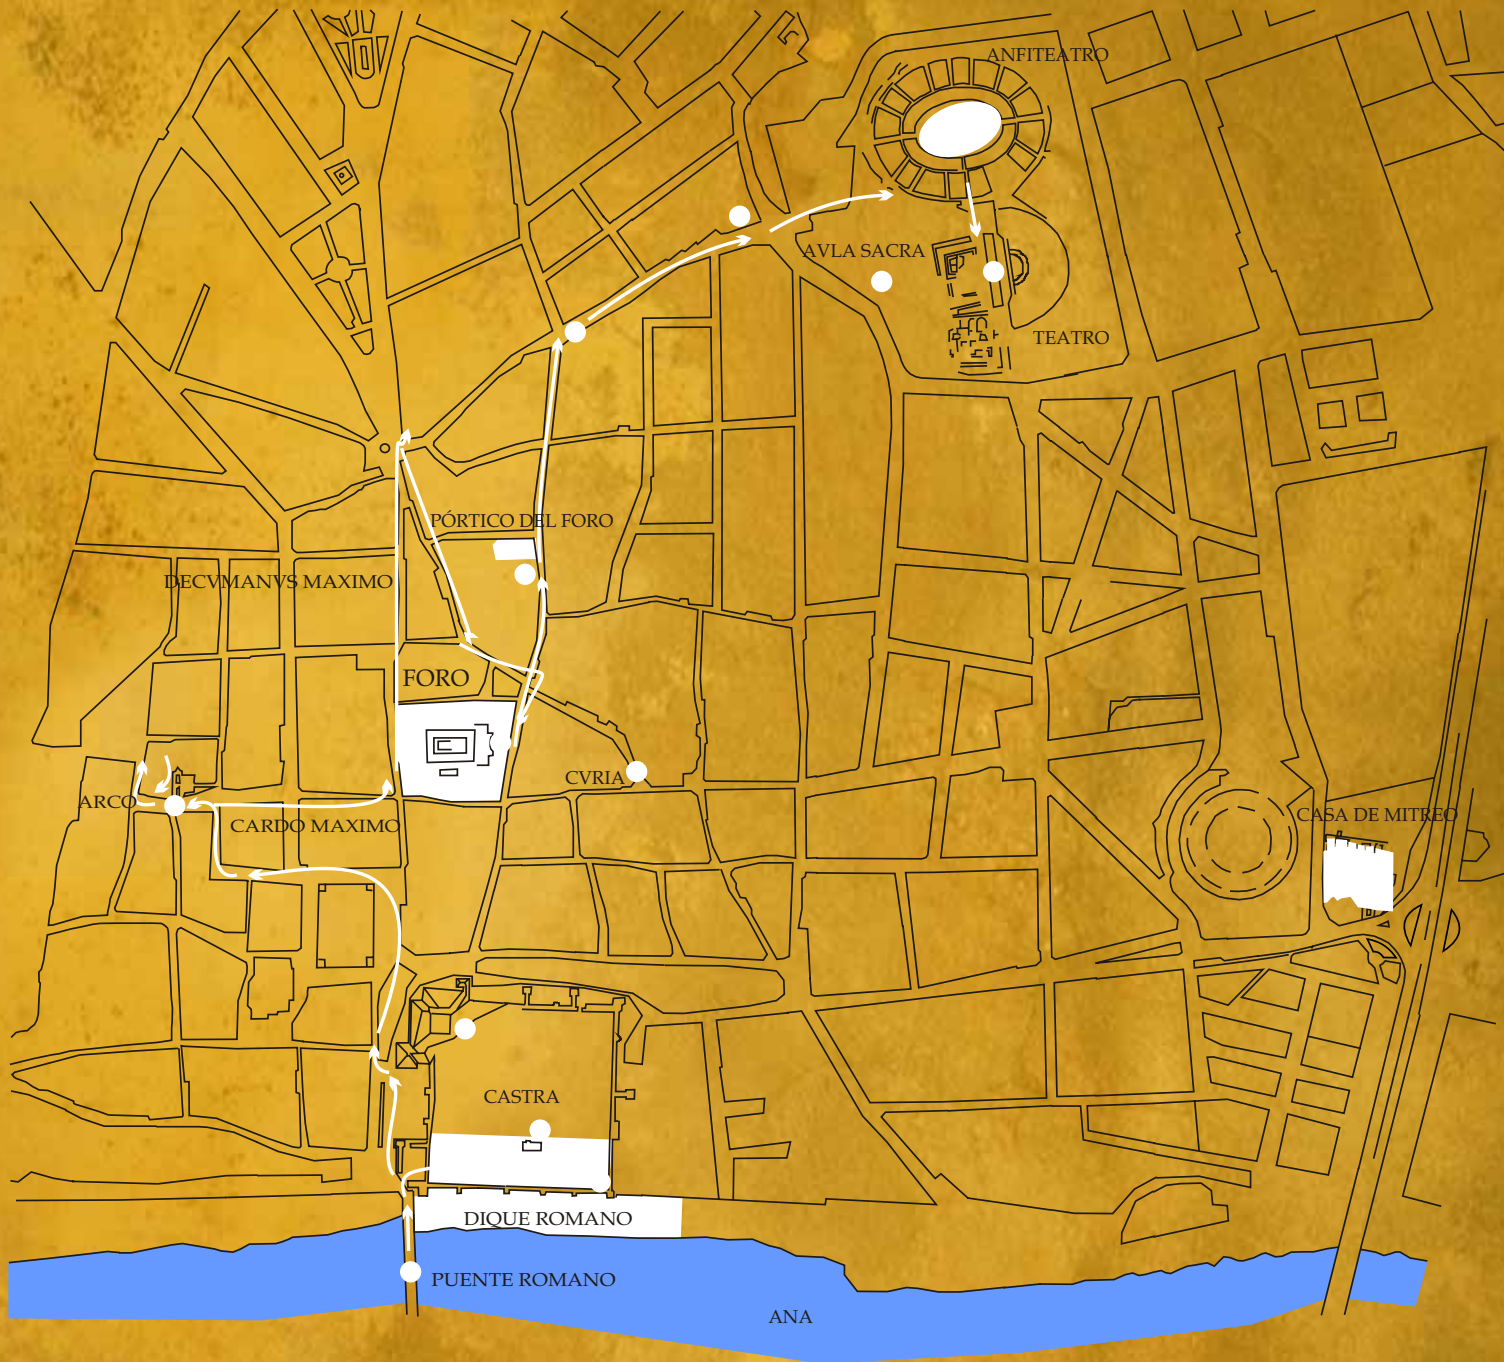 ANFITEATRO
AVLA SACRA
TEATRO
PÓRTICO DEL FORO
DECVMANVS MAXIMO
FORO
CVRIA
ARCO
CARDO MAXIMO
CASA DE MITREO
CASTRA
DIQUE ROMANO
PUENTE ROMANO
ANA